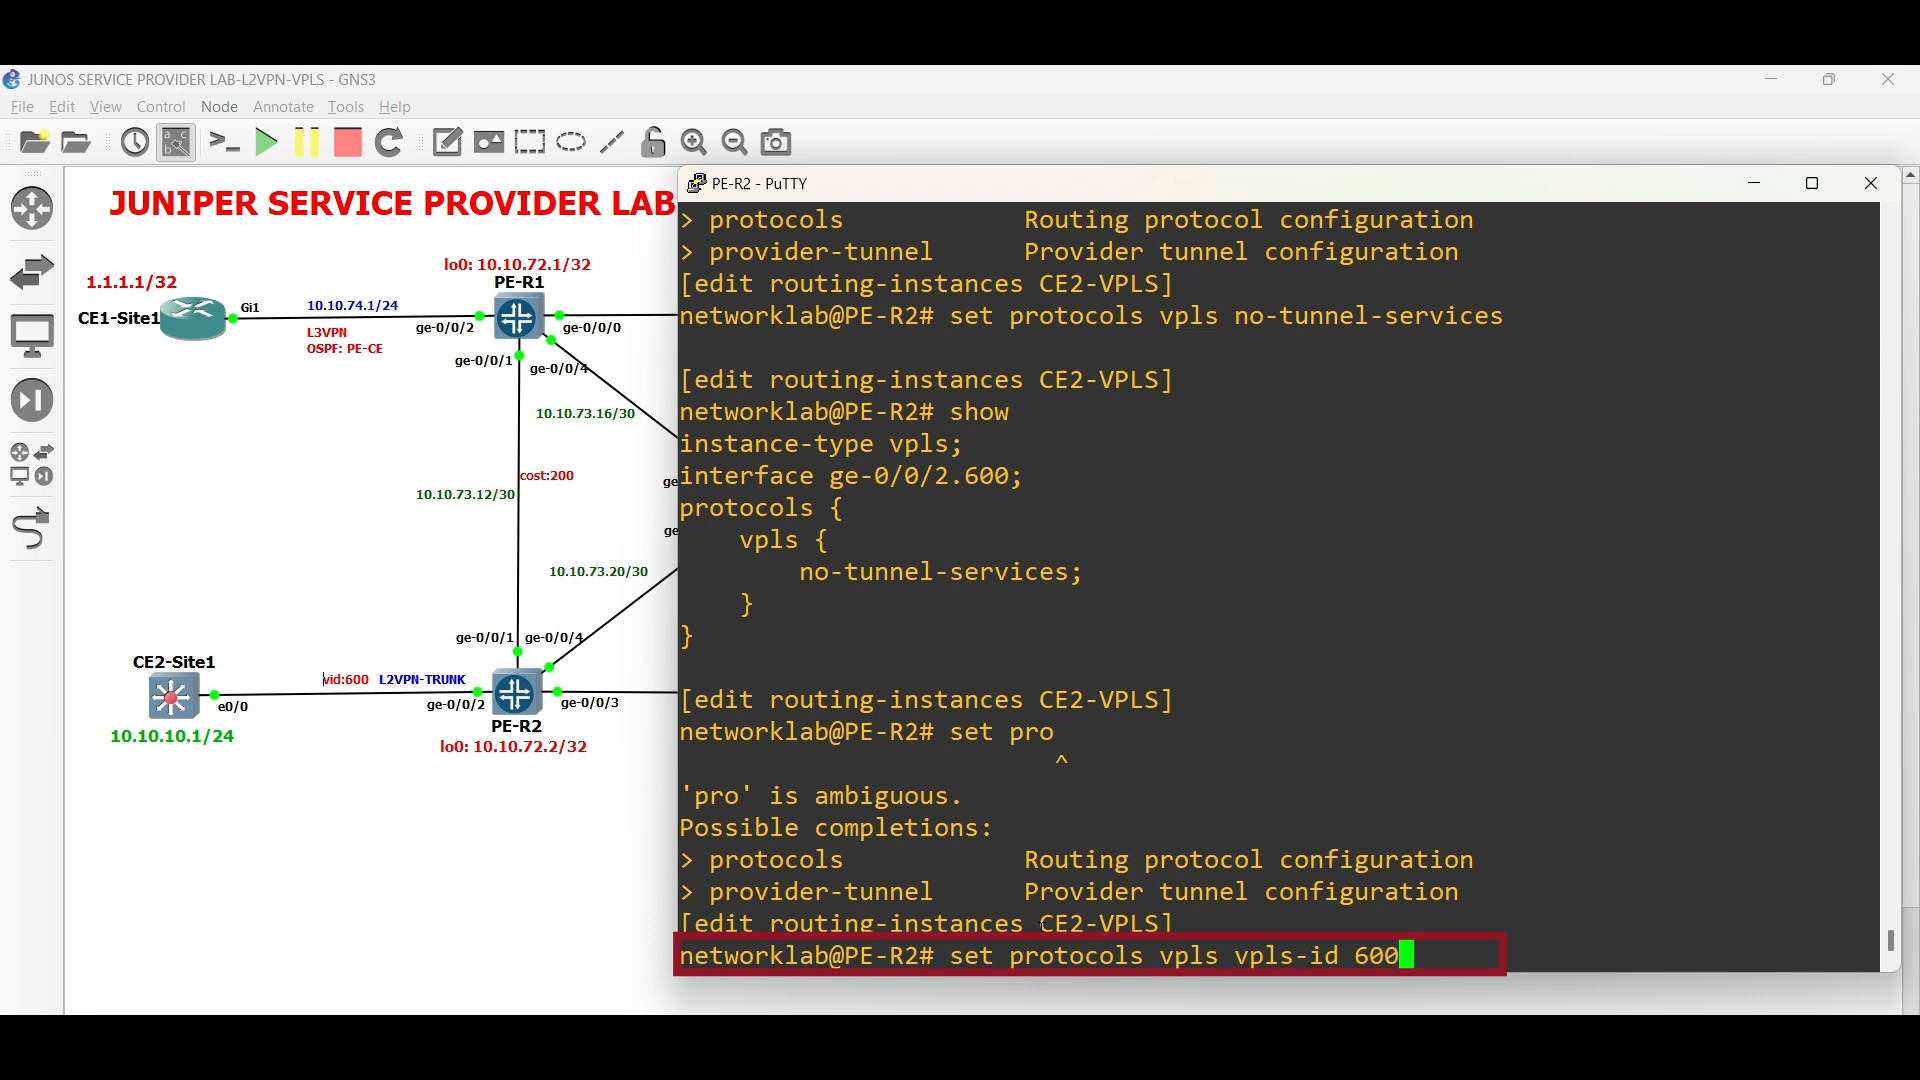 JUNOS SERVICE PROVIDER LAB-L2VPN-VPLS - GNS3
File Edit View Control Node Annotate Tools Help
JUNIPER SERVICE PROVIDER LAB
lo0: 10.10.72.1/32
PE-R1
1.1.1.1/32
CE1-Site1
Gi1
10.10.74.1/24
L3VPN
OSPF: PE-CE
ge-0/0/2
ge-0/0/0
ge-0/0/1
ge-0/0/4
10.10.73.16/30
cost:200
10.10.73.12/30
ge
ge
10.10.73.20/30
ge-0/0/1
ge-0/0/4
CE2-Site1
vid:600 L2VPN-TRUNK
e0/0
ge-0/0/2
ge-0/0/3
PE-R2
10.10.10.1/24
lo0: 10.10.72.2/32
PE-R2 - PuTTY
> protocols Routing protocol configuration
> provider-tunnel Provider tunnel configuration
[edit routing-instances CE2-VPLS]
networklab@PE-R2# set protocols vpls no-tunnel-services
[edit routing-instances CE2-VPLS]
networklab@PE-R2# show
instance-type vpls;
interface ge-0/0/2.600;
protocols {
vpls {
no-tunnel-services;
}
}
[edit routing-instances CE2-VPLS]
networklab@PE-R2# set pro
^
'pro' is ambiguous.
Possible completions:
> protocols Routing protocol configuration
> provider-tunnel Provider tunnel configuration
[edit routing-instances CE2-VPLS]
networklab@PE-R2# set protocols vpls vpls-id 600